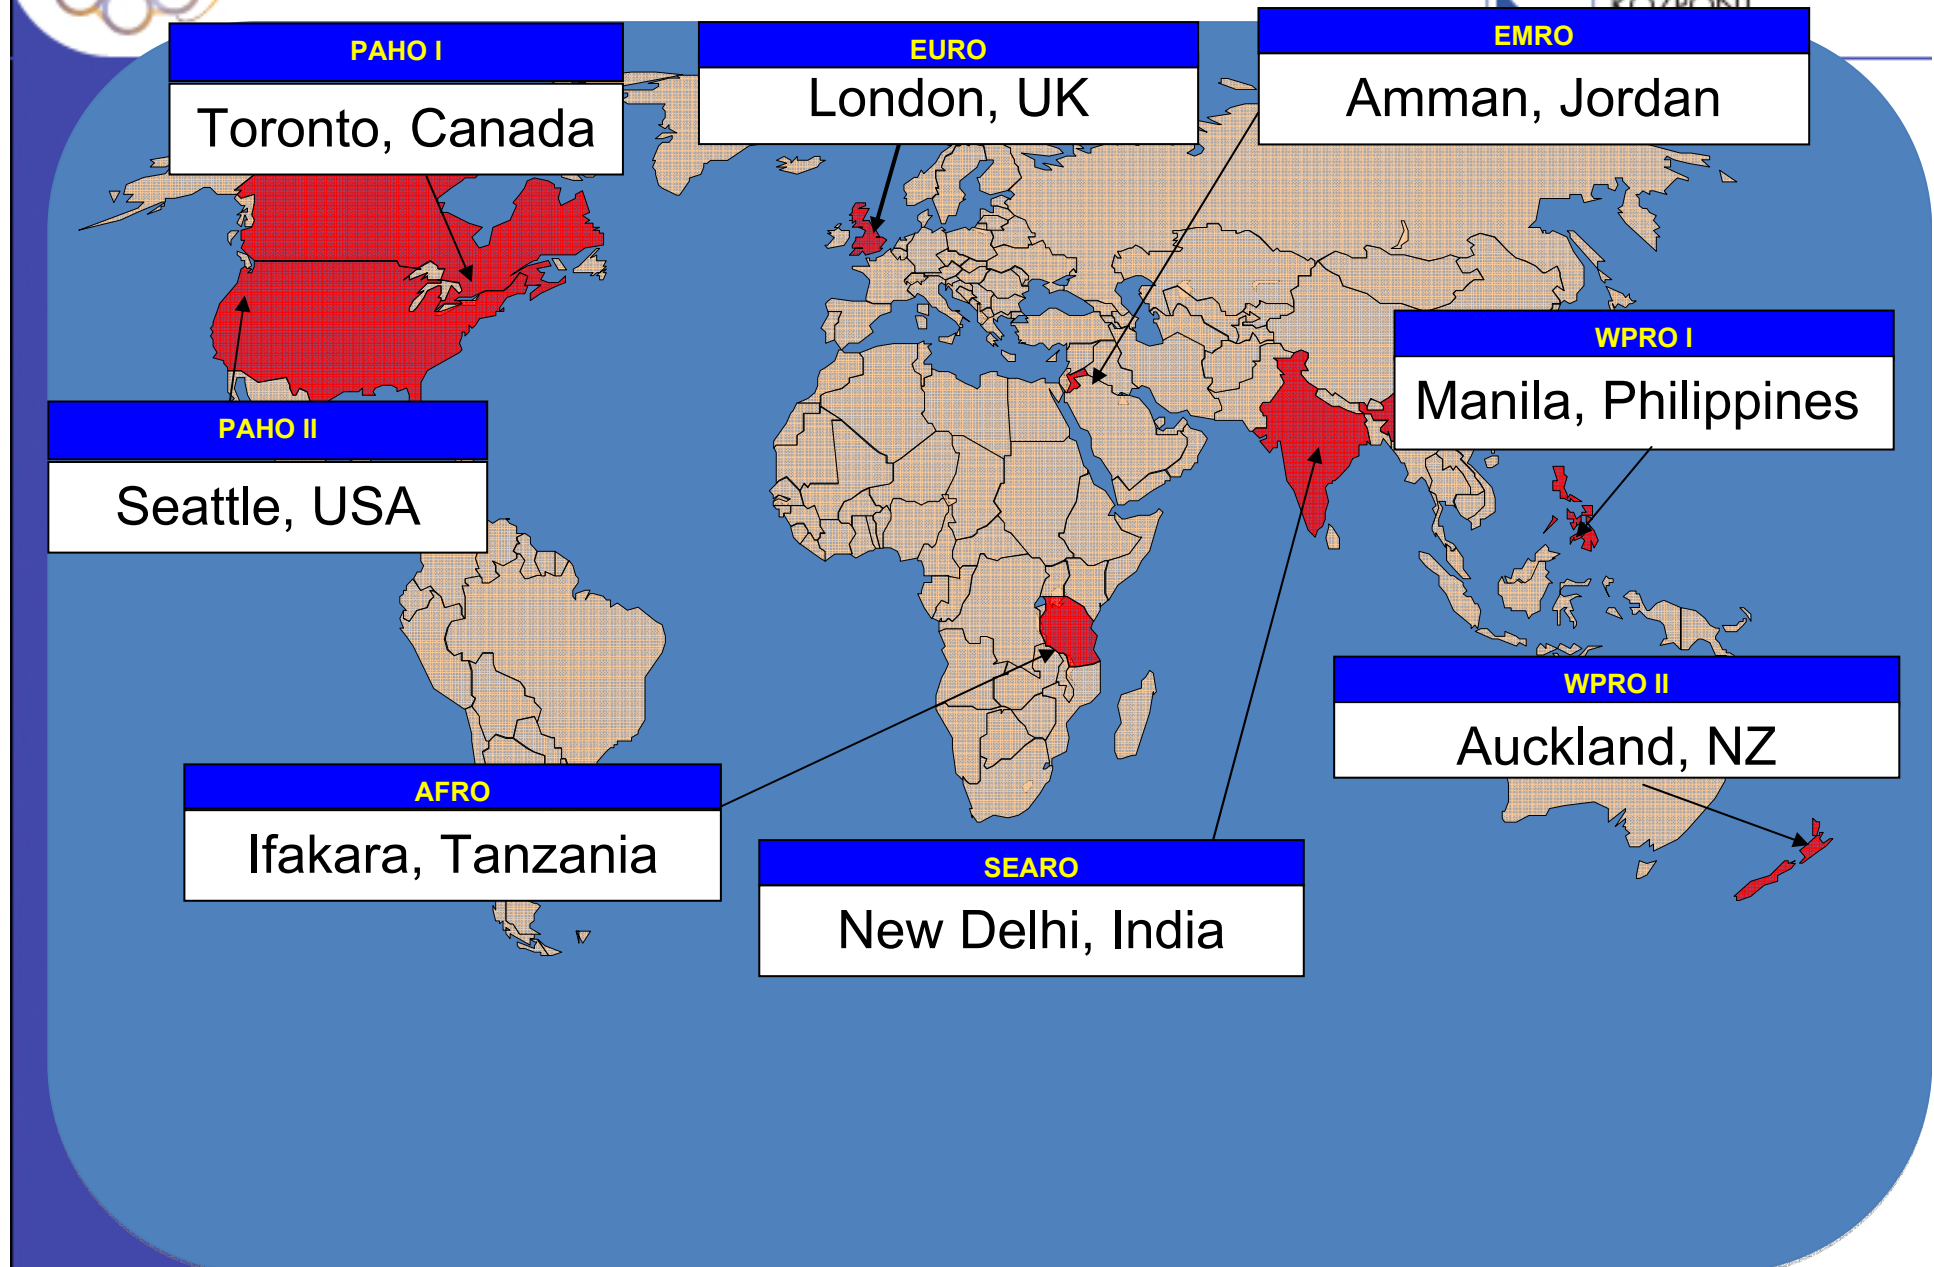 PAHO I
Toronto, Canada
EURO
London, UK
EMRO
Amman, Jordan
WPRO I
Manila, Philippines
PAHO II
Seattle, USA
WPRO II
Auckland, NZ
AFRO
Ifakara, Tanzania
SEARO
New Delhi, India